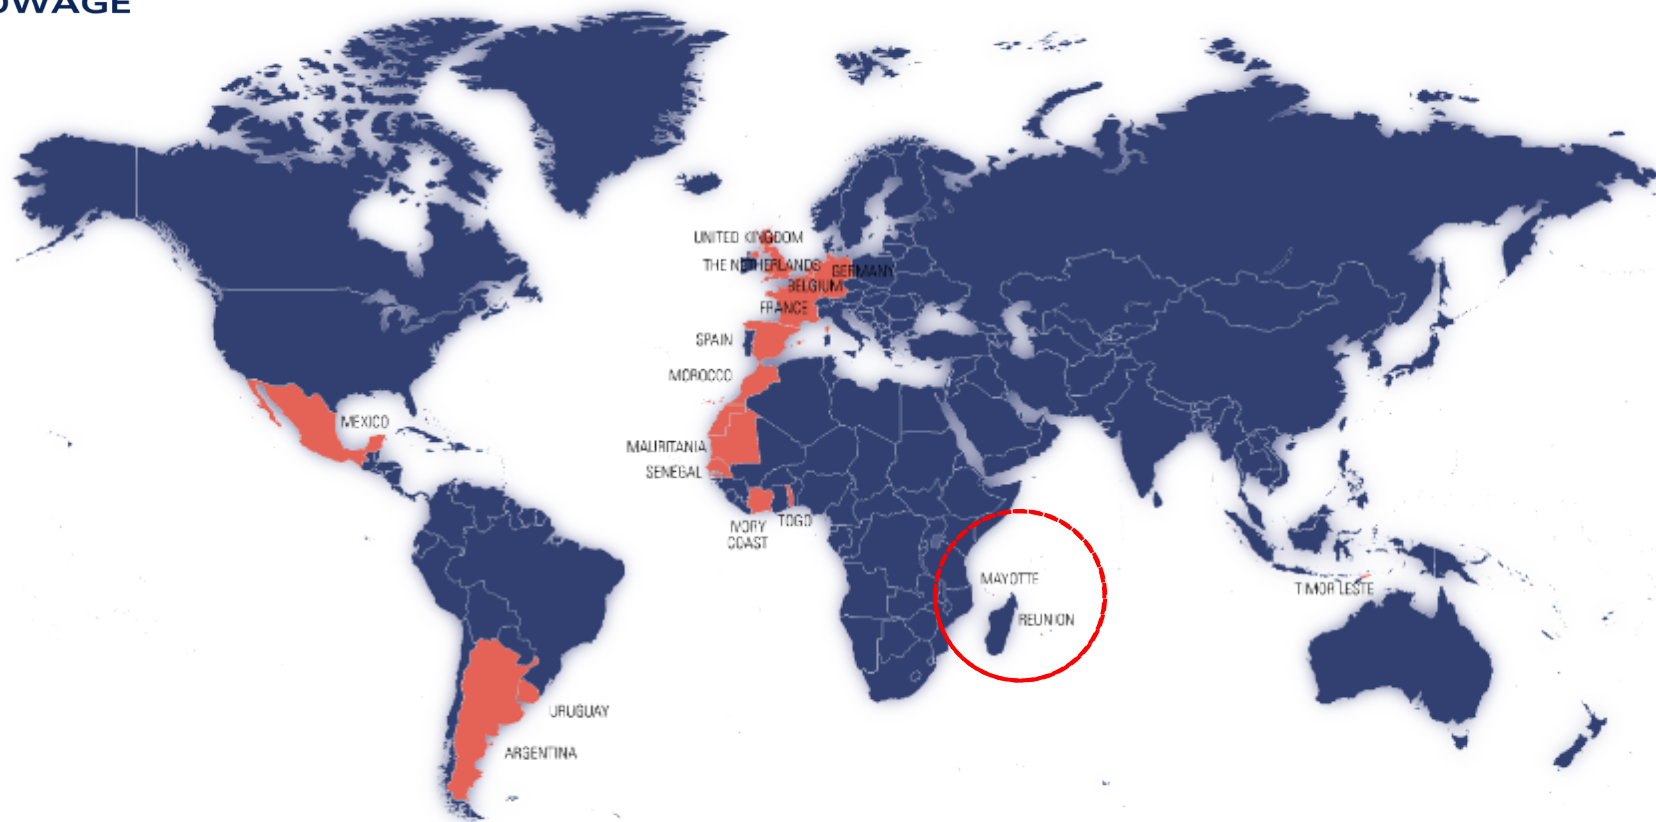 UNITED KINGDOM
THE NETHERLANDS
GERMANY
BELGIUM
FRANCE
SPAIN
MOROCCO
MEXICO
MAURITANIA
SENEGAL
IVORY
COAST
TOGO
MAYOTTE
TIMOR LESTE
REUNION
URUGUAY
ARGENTINA